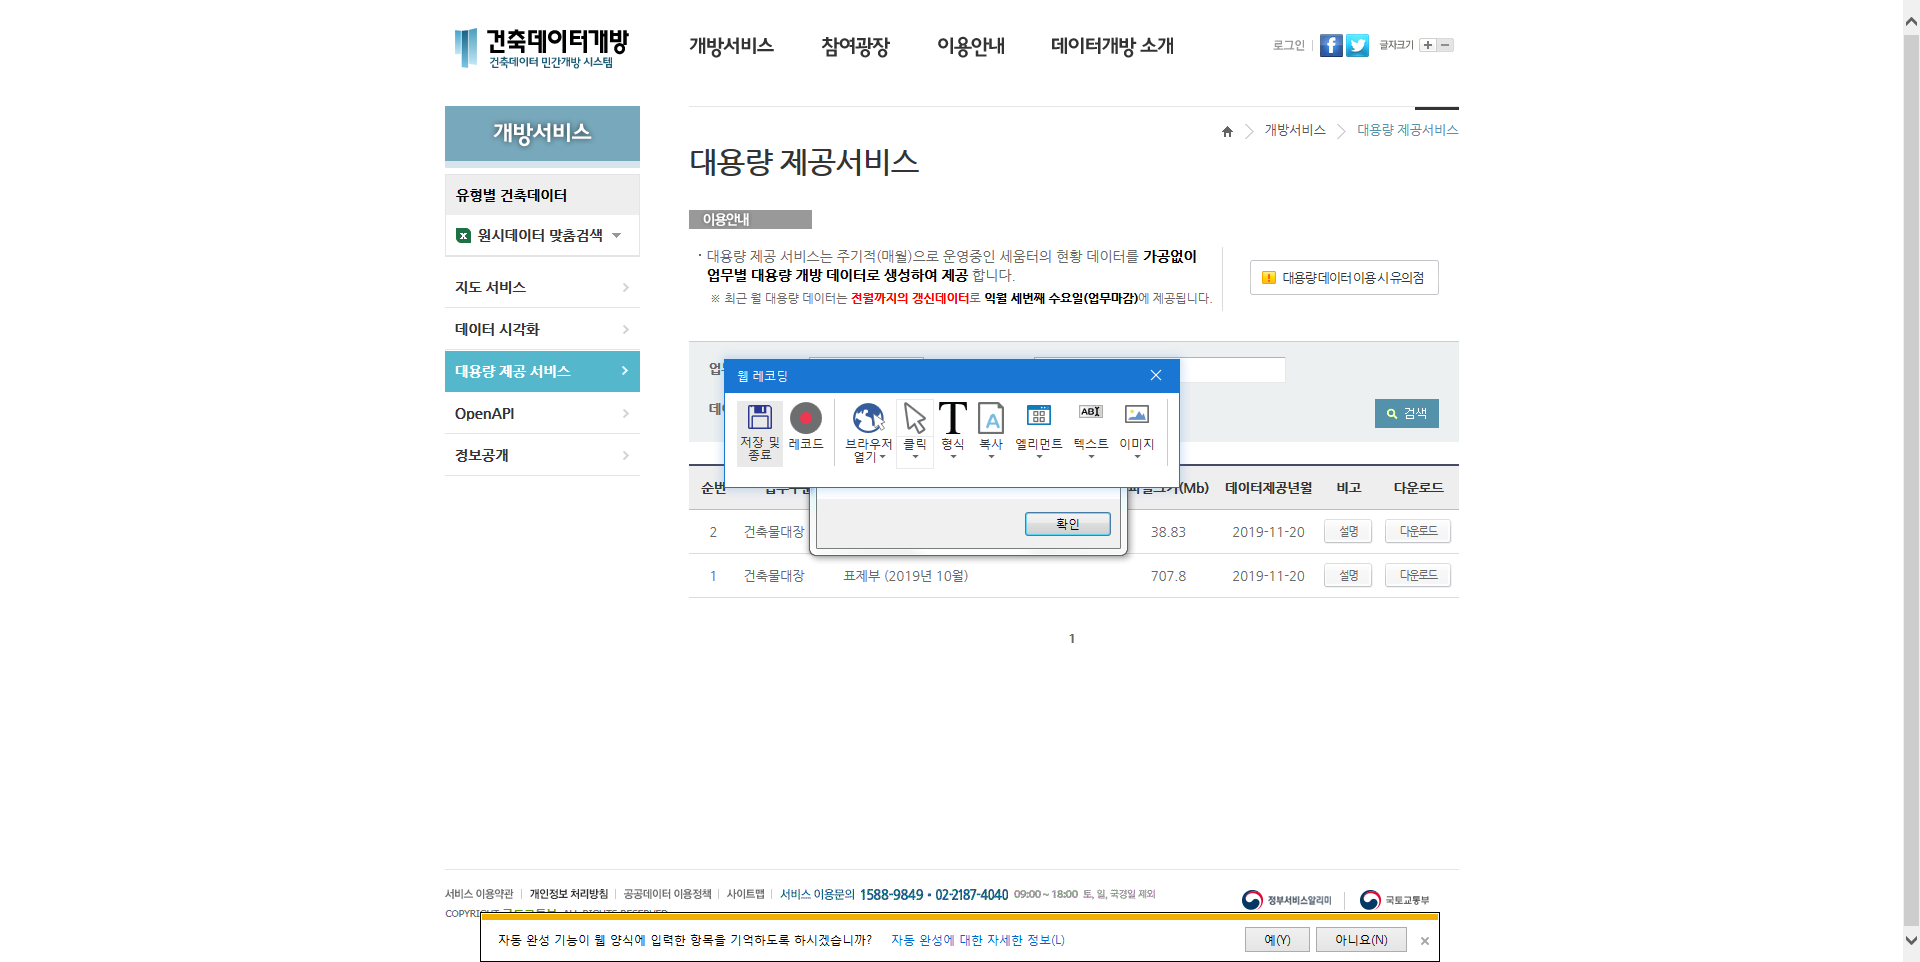 건축데이터개방
건축데이터 민간개방 시스템
개방서비스 참여광장 이용안내 데이터개방 소개
로그인 글자크기
개방서비스
유형별 건축데이터
원시데이터 맞춤검색
지도 서비스
데이터 시각화
대용량 제공 서비스
OpenAPI
정보공개
개방서비스 대용량 제공서비스
대용량 제공서비스
이용안내
· 대용량 제공 서비스는 주기적(매월)으로 운영중인 세움터의 현황 데이터를 가공없이
업무별 대용량 개방 데이터로 생성하여 제공 합니다.
※ 최근 월 대용량 데이터는 전월까지의 갱신데이터로 익월 세번째 수요일(업무마감)에 제공됩니다.
대용량 데이터 이용 시 유의점
검색
웹 레코딩
저장 및
종료
레코드
브라우저
열기
클릭
형식
복사
엘리먼트
텍스트
이미지
순번 데이터제공년월 비고 다운로드
2 건축물대장 38.83 2019-11-20 설명 다운로드
확인
1 건축물대장 표제부 (2019년 10월) 707.8 2019-11-20 설명 다운로드
1
서비스 이용약관 개인정보 처리방침 공공데이터 이용정책 사이트맵 서비스 이용문의 1588-9849 • 02-2187-4040 09:00 ~ 18:00 토, 일, 국경일 제외
정부서비스알리미 국토교통부
자동 완성 기능이 웹 양식에 입력한 항목을 기억하도록 하시겠습니까? 자동 완성에 대한 자세한 정보(L) 예(Y) 아니요(N)